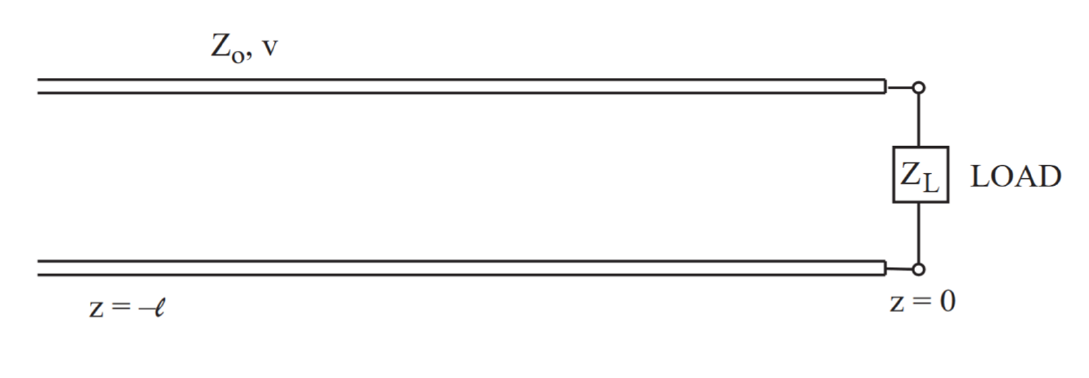 Zo, v
ZL LOAD
z = –ℓ
z = 0